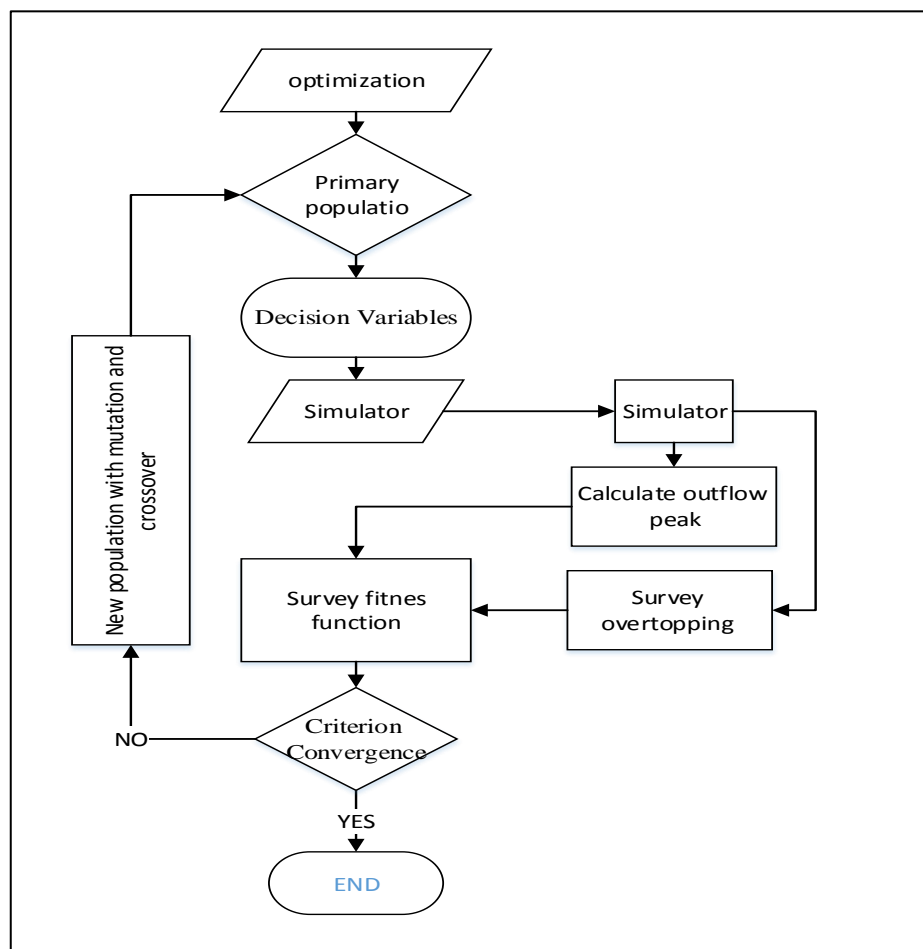 optimization
Primary
populatio
Decision Variables
Simulator
Simulator
Calculate outflow
peak
Survey fitnes
function
Survey
overtopping
New population with mutation and
crossover
Criterion
Convergence
NO
YES
END